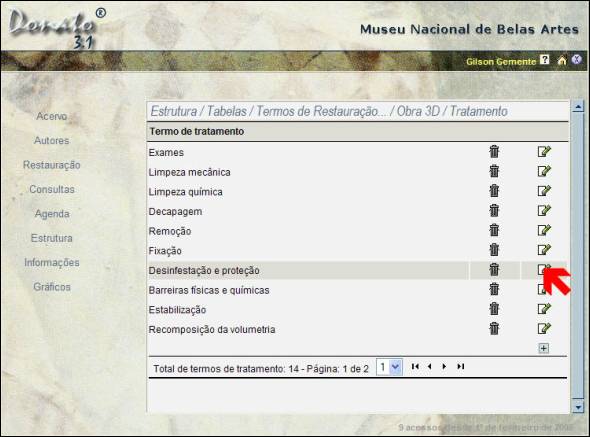 Donato ®
3.1
Museu Nacional de Belas Artes
Gilson Gemente ? X
Acervo
Autores
Restauração
Consultas
Agenda
Estrutura
Informações
Gráficos
Estrutura / Tabelas / Termos de Restauração... / Obra 3D / Tratamento
Termo de tratamento
Exames
Limpeza mecânica
Limpeza química
Decapagem
Remoção
Fixação
Desinfestação e proteção
Barreiras físicas e químicas
Estabilização
Recomposição da volumetria
+
Total de termos de tratamento: 14 - Página: 1 de 2 1
9 acessos desde 1º de fevereiro de